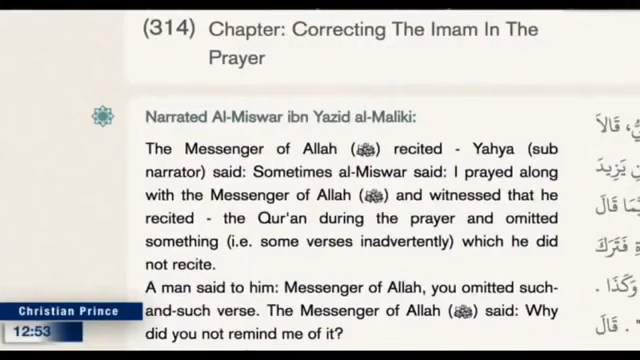 (314) Chapter: Correcting The Imam In The
Prayer
Narrated Al-Miswar ibn Yazid al-Maliki:
The Messenger of Allah (ﷺ) recited - Yahya (sub
narrator) said: Sometimes al-Miswar said: I prayed along
with the Messenger of Allah (ﷺ) and witnessed that he
recited - the Qur'an during the prayer and omitted
something (i.e. some verses inadvertently) which he did
not recite.
A man said to him: Messenger of Allah, you omitted such-
and-such verse. The Messenger of Allah (ﷺ) said: Why
did you not remind me of it?
قَالاَ
يَزِيدَ
قَالَ
فَتَرَكَ
وَكَذَا .
قَالَ
Christian Prince
12:53